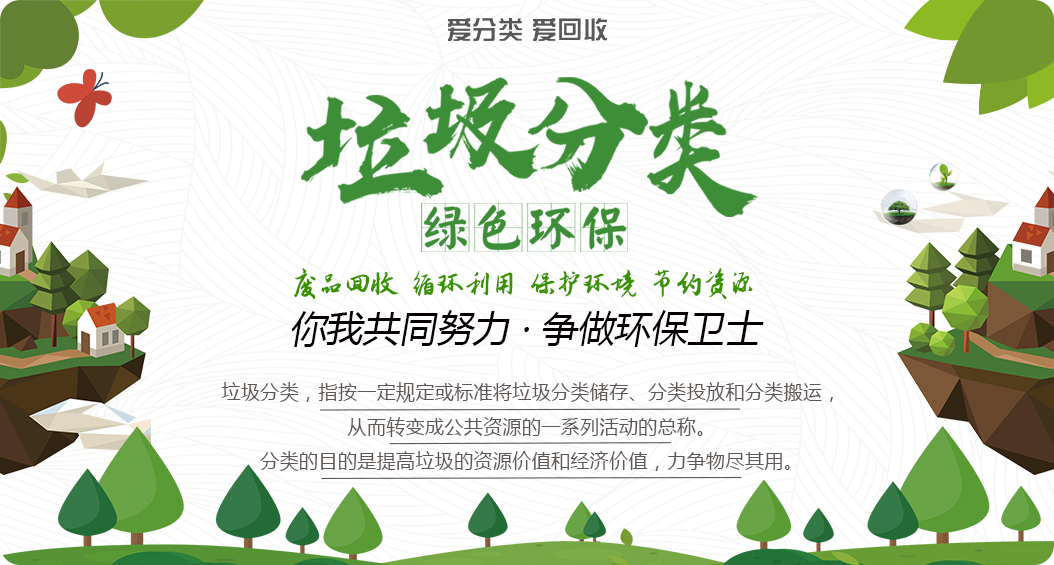 爱分类 爱回收
垃圾分类
绿色环保
废品回收 循环利用 保护环境 节约资源
你我共同努力·争做环保卫士
垃圾分类，指按一定规定或标准将垃圾分类储存、分类投放和分类搬运，
从而转变成公共资源的一系列活动的总称。
分类的目的是提高垃圾的资源价值和经济价值，力争物尽其用。